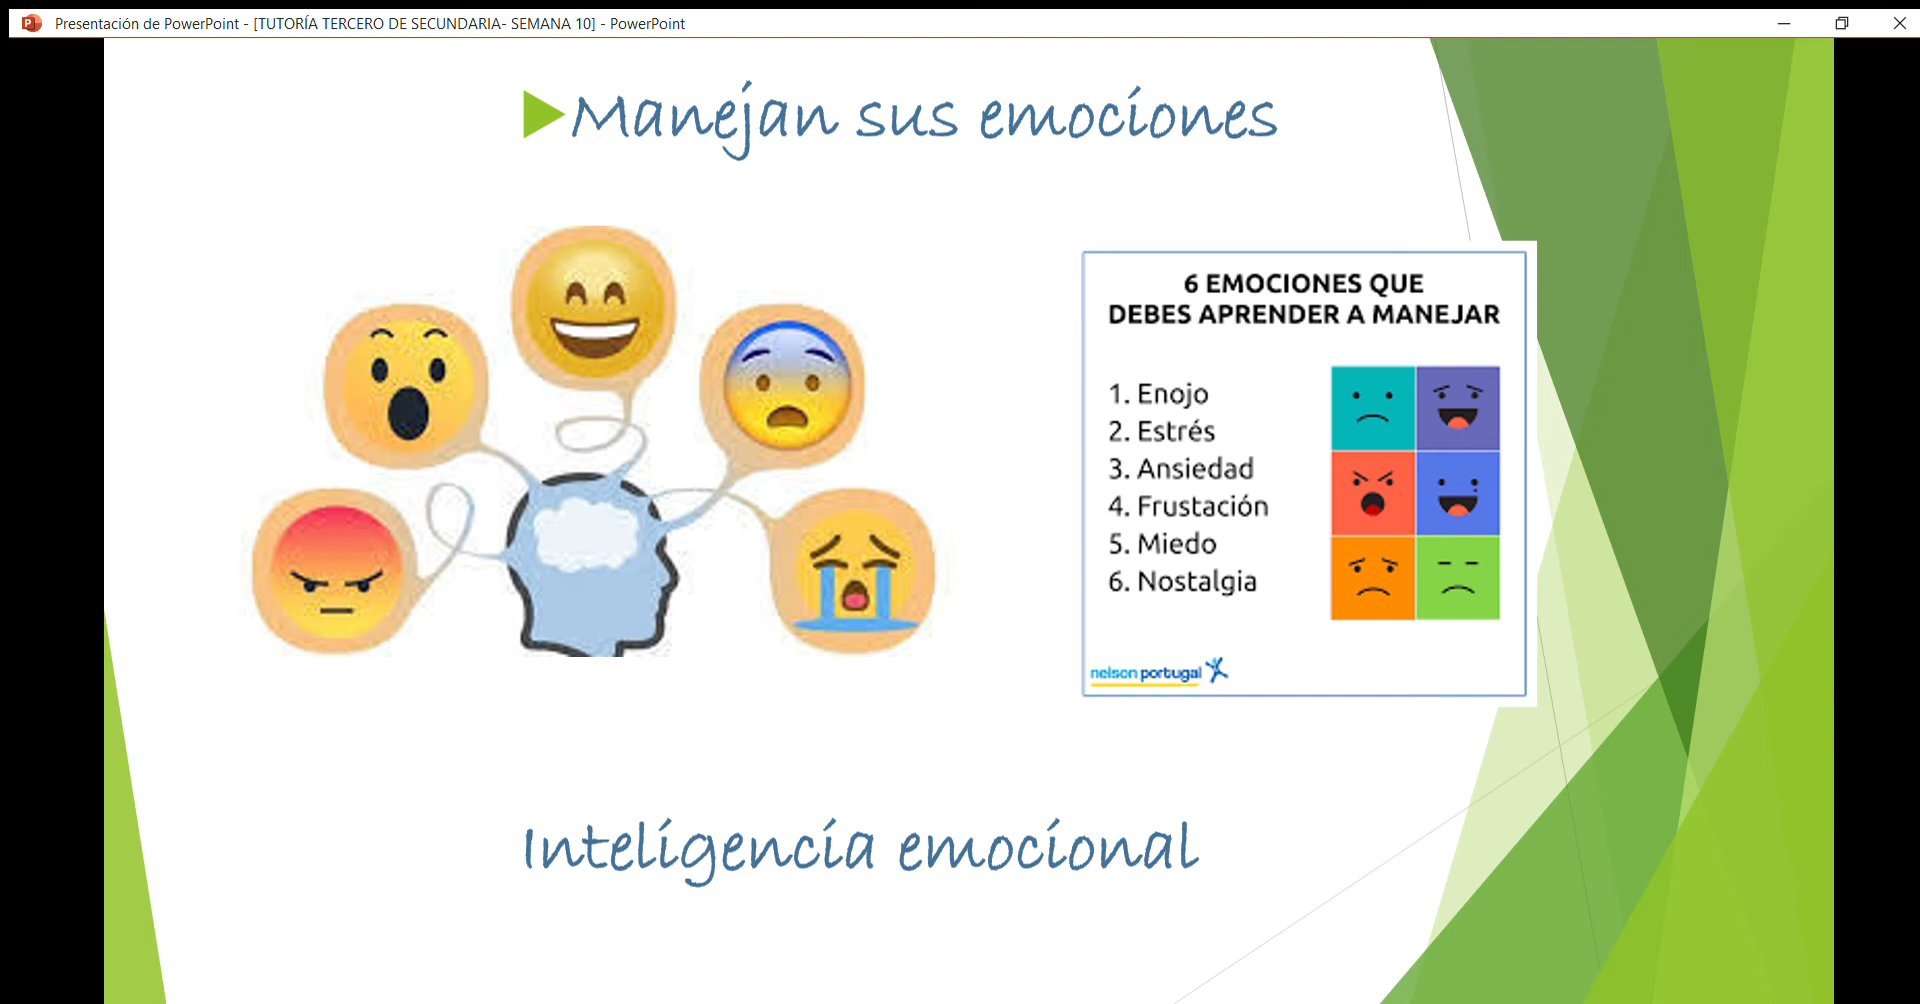 Presentación de PowerPoint - [TUTORÍA TERCERO DE SECUNDARIA- SEMANA 10] - PowerPoint
Manejan sus emociones
6 EMOCIONES QUE
DEBES APRENDER A MANEJAR
1. Enojo
2. Estrés
3. Ansiedad
4. Frustación
5. Miedo
6. Nostalgia
nelson portugal
Inteligencia emocional